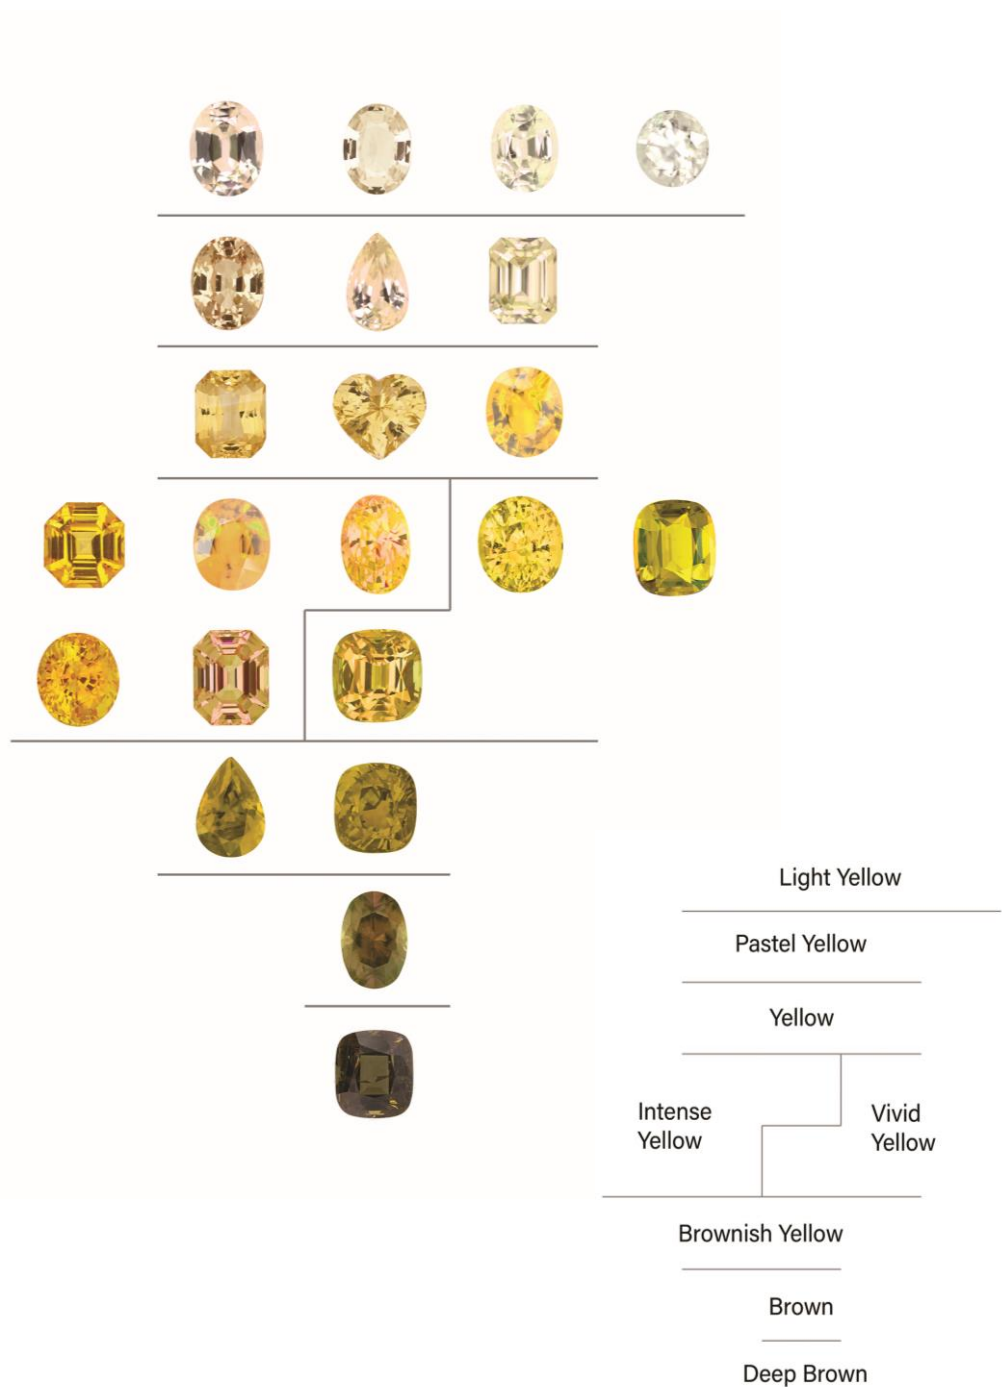 Light Yellow
Pastel Yellow
Yellow
Intense
Yellow
Vivid
Yellow
Brownish Yellow
Brown
Deep Brown